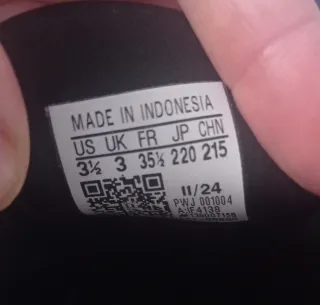 MADE IN INDONESIA
US UK FR JP CHN
3½ 3 35½ 220 215
11/24
PWJ 001004